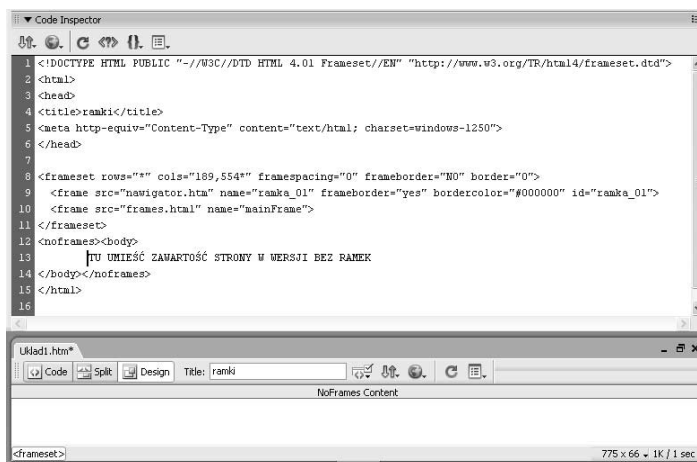 Code Inspector
1 <!DOCTYPE HTML PUBLIC "-//W3C//DTD HTML 4.01 Frameset//EN" "http://www.w3.org/TR/html4/frameset.dtd">
2 <html>
3 <head>
4 <title>ramki</title>
5 <meta http-equiv="Content-Type" content="text/html; charset=windows-1250">
6 </head>
7
8 <frameset rows="*" cols="189,554*" framespacing="0" frameborder="NO" border="0">
9 <frame src="nawigator.htm" name="ramka_01" frameborder="yes" bordercolor="#000000" id="ramka_01">
10 <frame src="frames.html" name="mainFrame">
11 </frameset>
12 <noframes><body>
13 TU UMIEŚĆ ZAWARTOŚĆ STRONY W WERSJI BEZ RAMEK
14 </body></noframes>
15 </html>
16
Uklad1.htm*
Code Split Design Title: ramki
NoFrames Content
<frameset> 775 x 66 1K / 1 sec